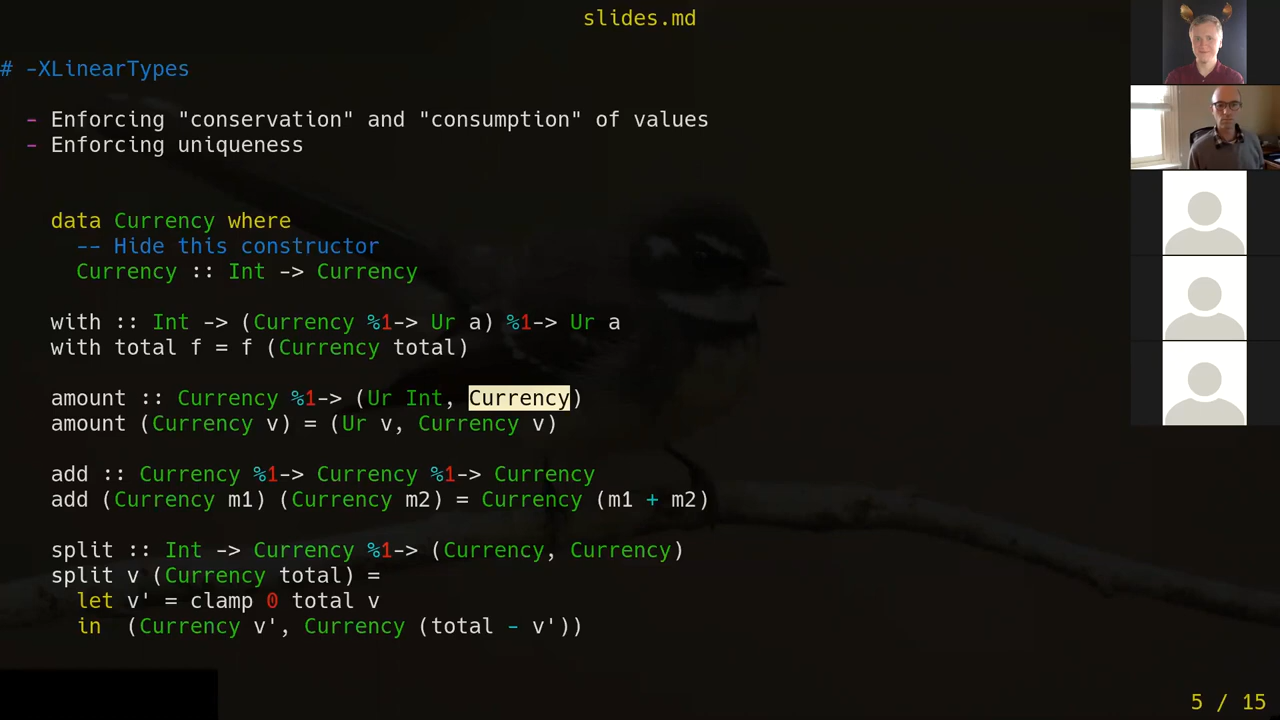 slides.md
# -XLinearTypes
- Enforcing "conservation" and "consumption" of values
- Enforcing uniqueness
data Currency where
-- Hide this constructor
Currency :: Int -> Currency
with :: Int -> (Currency %1-> Ur a) %1-> Ur a
with total f = f (Currency total)
amount :: Currency %1-> (Ur Int, Currency)
amount (Currency v) = (Ur v, Currency v)
add :: Currency %1-> Currency %1-> Currency
add (Currency m1) (Currency m2) = Currency (m1 + m2)
split :: Int -> Currency %1-> (Currency, Currency)
split v (Currency total) =
let v' = clamp 0 total v
in (Currency v', Currency (total - v'))
5 / 15